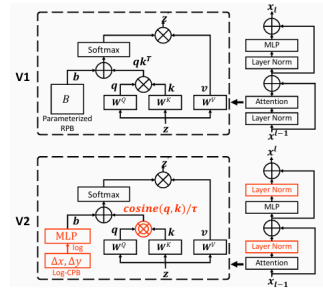 z
x_l
Softmax
qk^T
MLP
Layer Norm
V1
b
B
q
k
v
W^Q
W^K
W^V
Attention
Layer Norm
Parameterized
RPB
z
x_{l-1}
z
x^l
Softmax
Layer Norm
cosine(q,k)/τ
MLP
V2
b
MLP
log
Δx, Δy
Log-CPB
q
k
v
W^Q
W^K
W^V
Layer Norm
Attention
z
x^{l-1}